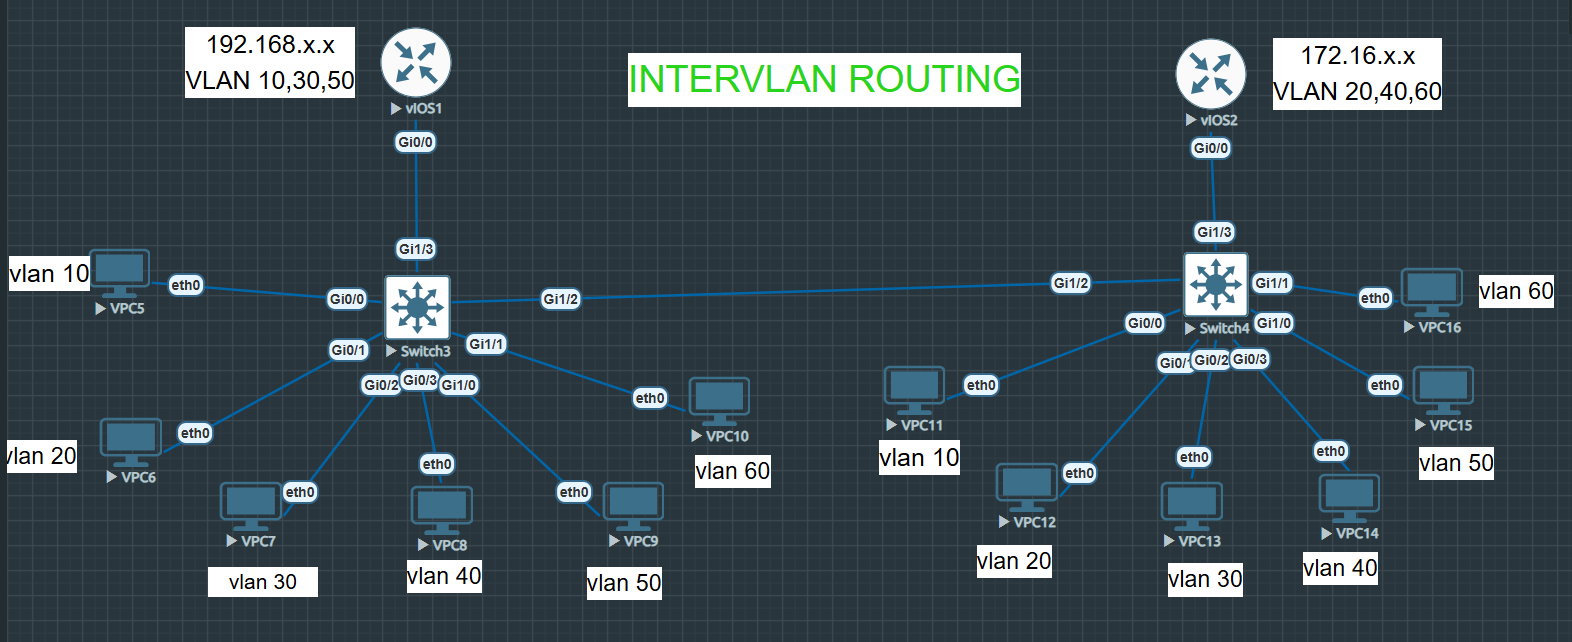 192.168.x.x
VLAN 10,30,50
vIOS1
Gi0/0
INTERVLAN ROUTING
172.16.x.x
VLAN 20,40,60
vIOS2
Gi0/0
Gi1/3
Gi1/3
vlan 10
VPC5
eth0
Gi0/0
Gi1/2
Gi1/2
Switch3
Gi0/1
Gi1/1
Gi0/2
Gi0/3
Gi1/0
Gi0/0
Switch4
Gi1/1
Gi1/0
eth0
VPC16
vlan 60
Gi0/1
Gi0/2
Gi0/3
eth0
VPC6
vlan 20
eth0
VPC7
vlan 30
eth0
VPC8
vlan 40
eth0
VPC9
vlan 50
eth0
VPC10
vlan 60
eth0
VPC11
vlan 10
eth0
VPC12
vlan 20
eth0
VPC13
vlan 30
eth0
VPC14
vlan 40
eth0
VPC15
vlan 50